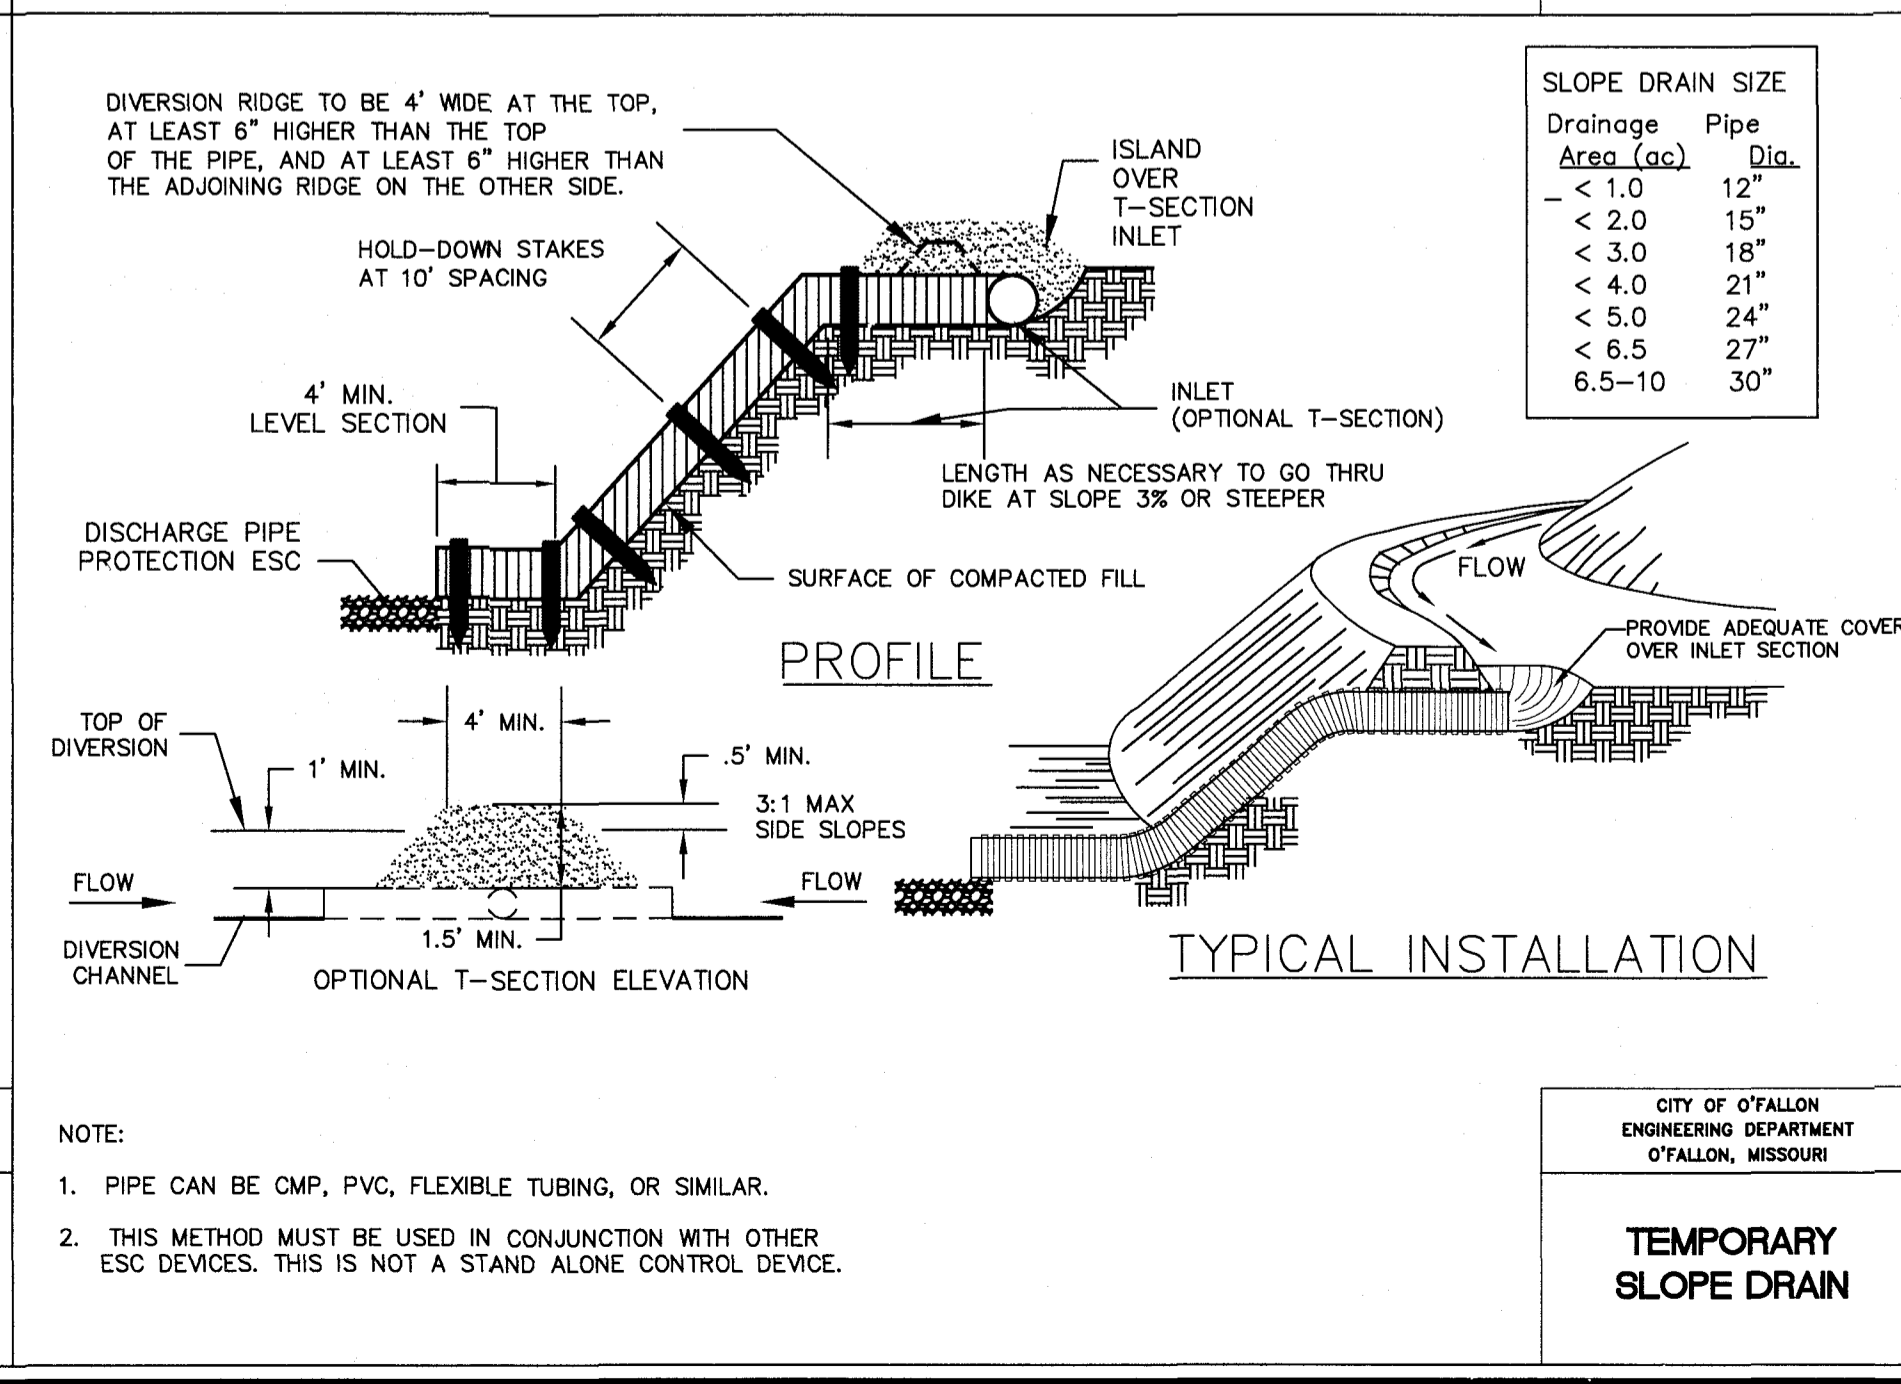 DIVERSION RIDGE TO BE 4' WIDE AT THE TOP,
AT LEAST 6" HIGHER THAN THE TOP
OF THE PIPE, AND AT LEAST 6" HIGHER THAN
THE ADJOINING RIDGE ON THE OTHER SIDE.
HOLD-DOWN STAKES
AT 10' SPACING
ISLAND
OVER
T-SECTION
INLET
SLOPE DRAIN SIZE
Drainage Pipe
Area (ac) Dia.
_ < 1.0 12"
< 2.0 15"
< 3.0 18"
< 4.0 21"
< 5.0 24"
< 6.5 27"
6.5-10 30"
4' MIN.
LEVEL SECTION
INLET
(OPTIONAL T-SECTION)
LENGTH AS NECESSARY TO GO THRU
DIKE AT SLOPE 3% OR STEEPER
DISCHARGE PIPE
PROTECTION ESC
SURFACE OF COMPACTED FILL
PROFILE
FLOW
PROVIDE ADEQUATE COVER
OVER INLET SECTION
TOP OF
DIVERSION
4' MIN.
1' MIN.
.5' MIN.
3:1 MAX
SIDE SLOPES
FLOW
FLOW
1.5' MIN.
DIVERSION
CHANNEL
OPTIONAL T-SECTION ELEVATION
TYPICAL INSTALLATION
NOTE:
1. PIPE CAN BE CMP, PVC, FLEXIBLE TUBING, OR SIMILAR.
2. THIS METHOD MUST BE USED IN CONJUNCTION WITH OTHER
ESC DEVICES. THIS IS NOT A STAND ALONE CONTROL DEVICE.
CITY OF O'FALLON
ENGINEERING DEPARTMENT
O'FALLON, MISSOURI
TEMPORARY
SLOPE DRAIN